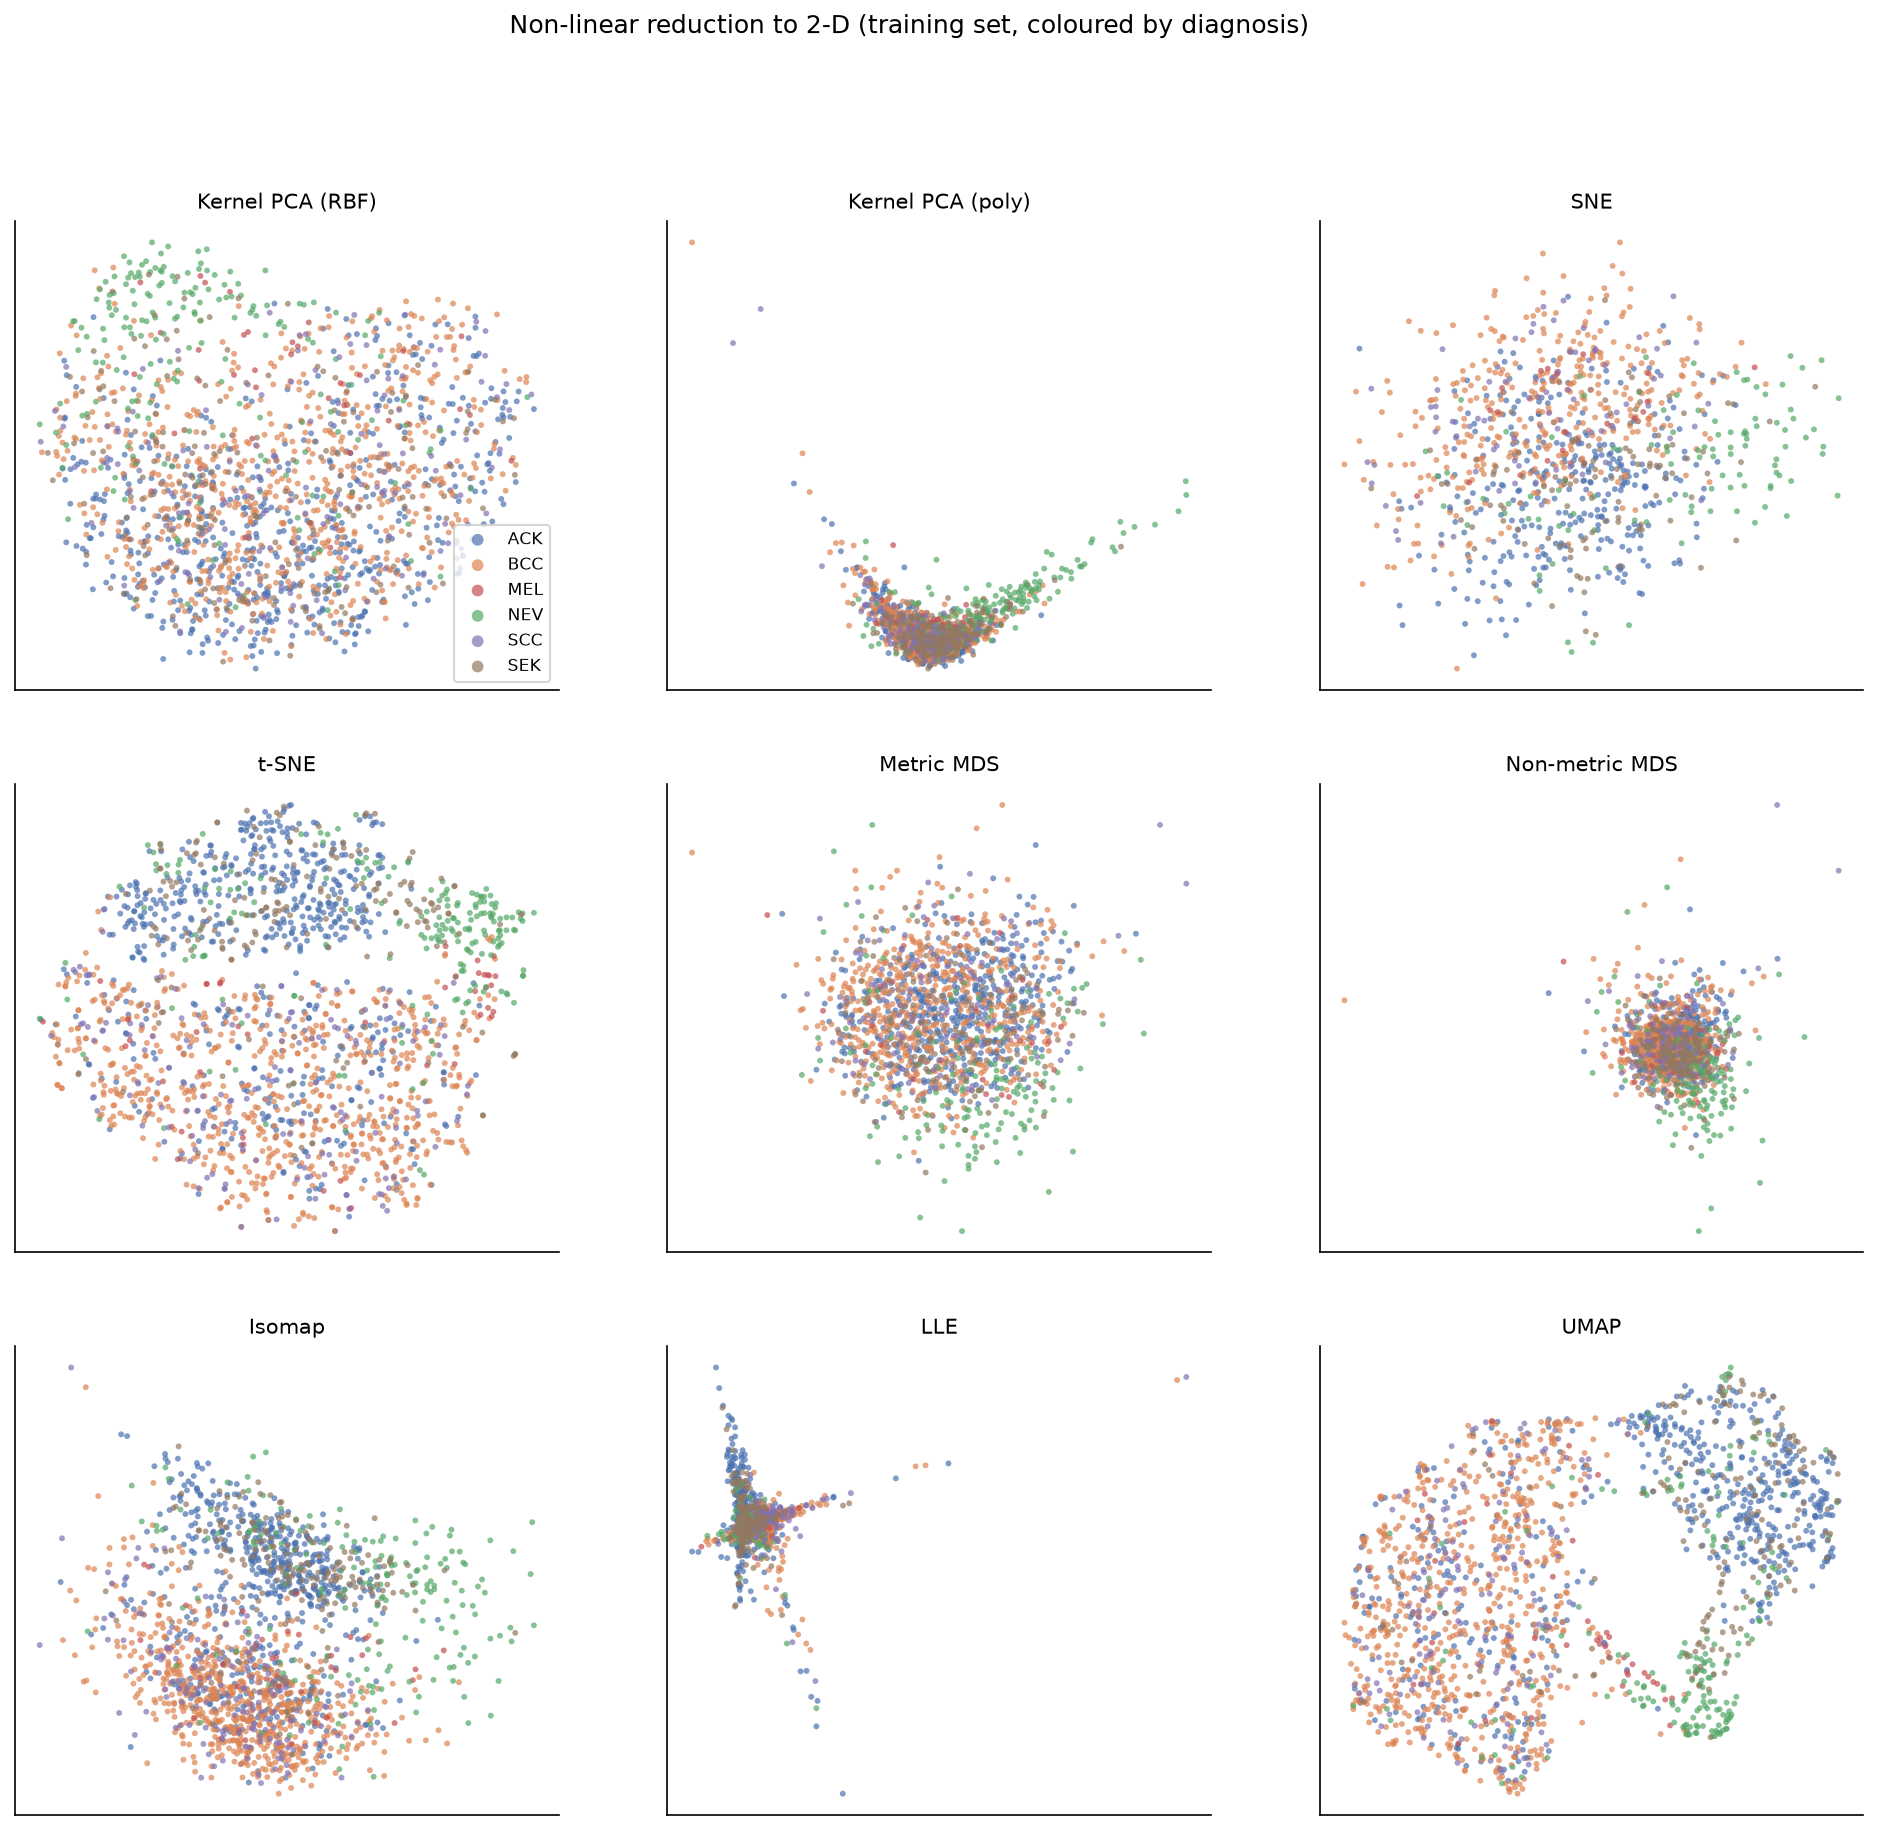 Non-linear reduction to 2-D (training set, coloured by diagnosis)
Kernel PCA (RBF)
Kernel PCA (poly)
SNE
ACK
BCC
MEL
NEV
SCC
SEK
t-SNE
Metric MDS
Non-metric MDS
Isomap
LLE
UMAP